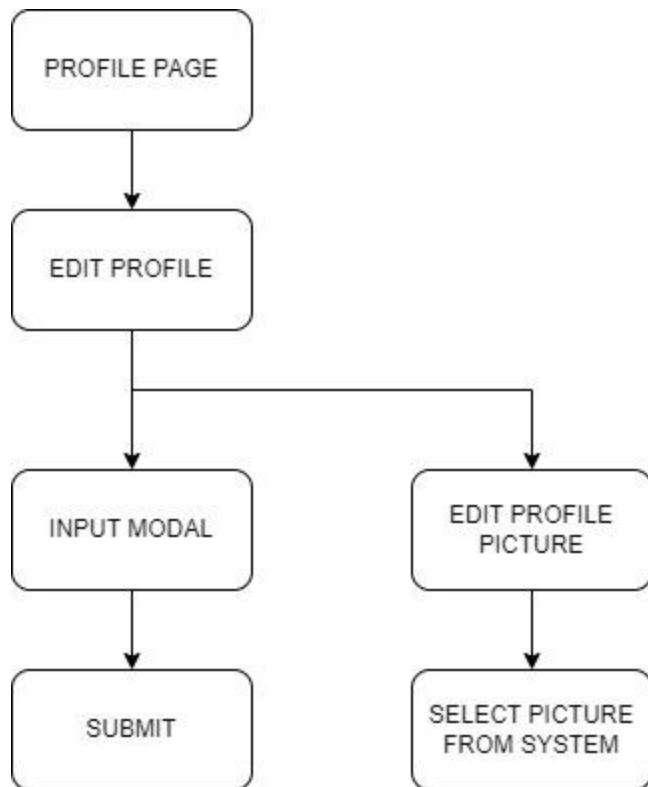 PROFILE PAGE
EDIT PROFILE
INPUT MODAL
EDIT PROFILE
PICTURE
SUBMIT
SELECT PICTURE
FROM SYSTEM